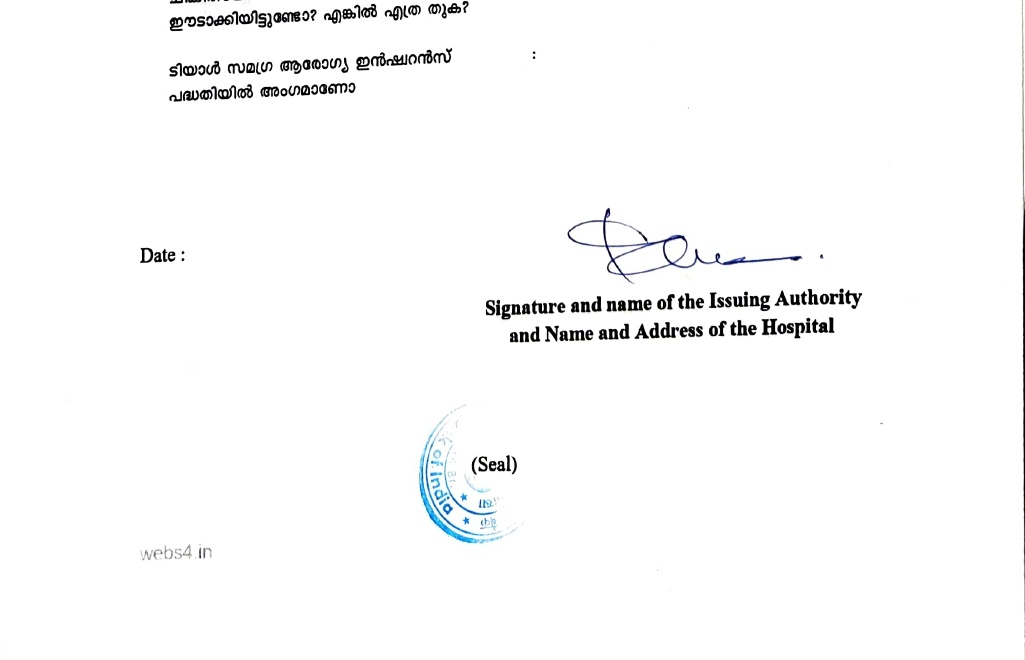 ഈടാക്കിയിട്ടുണ്ടോ? എങ്കിൽ എത്ര തുക?
ടിയാൾ സമഗ്ര ആരോഗ്യ ഇൻഷ്വറൻസ് :
പദ്ധതിയിൽ അംഗമാണോ
Date :
Signature and name of the Issuing Authority
and Name and Address of the Hospital
(Seal)
of India
webs4.in